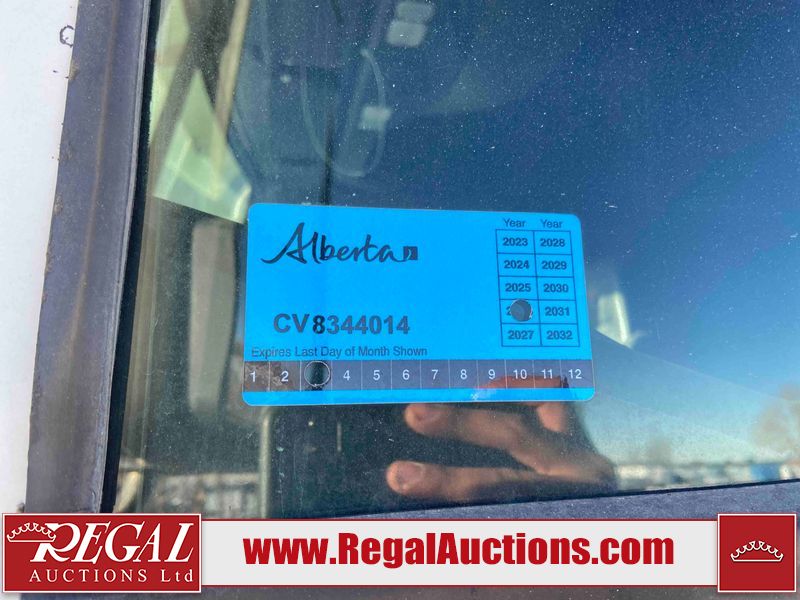 Alberta
Year Year
2023 2028
2024 2029
2025 2030
2031
2027 2032
CV8344014
Expires Last Day of Month Shown
1 2 4 5 6 7 8 9 10 11 12
REGAL
AUCTIONS Ltd
www.RegalAuctions.com